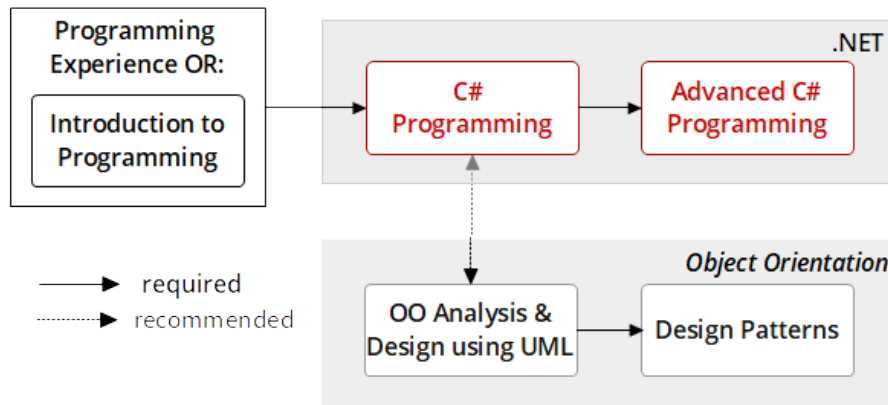 Programming
Experience OR:
Introduction to
Programming
.NET
C#
Programming
Advanced C#
Programming
Object Orientation
OO Analysis &
Design using UML
Design Patterns
required
recommended